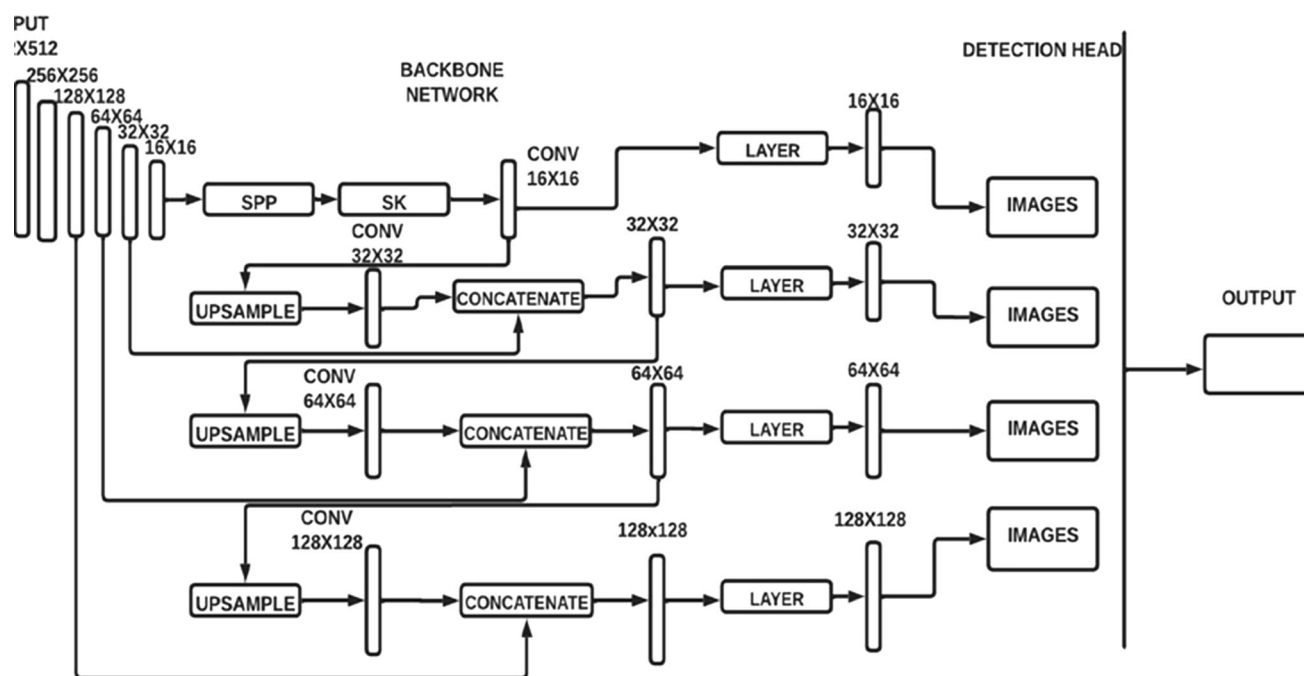 PUT
X512
256X256
128X128
64X64
32X32
16X16
BACKBONE
NETWORK
DETECTION HEAD
SPP
SK
CONV
16X16
LAYER
16X16
IMAGES
CONV
32X32
UPSAMPLE
CONCATENATE
32X32
LAYER
32X32
IMAGES
OUTPUT
CONV
64X64
UPSAMPLE
CONCATENATE
64X64
LAYER
64X64
IMAGES
CONV
128X128
UPSAMPLE
CONCATENATE
128x128
LAYER
128X128
IMAGES